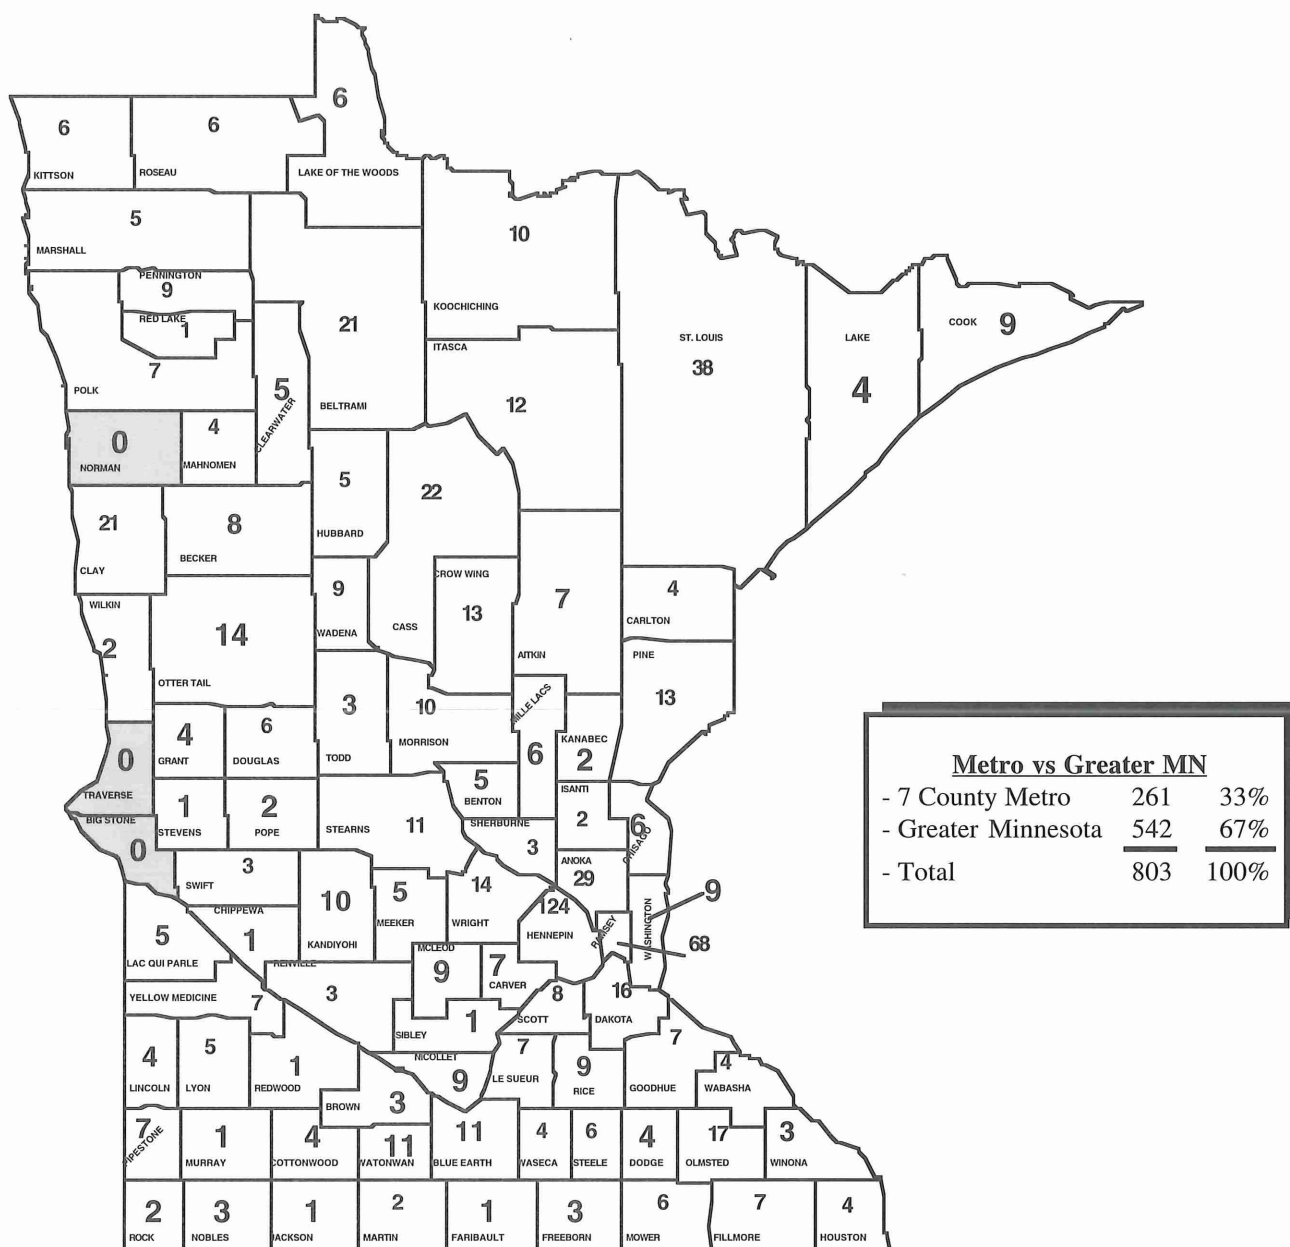 6
6
6
KITTSON
ROSEAU
LAKE OF THE WOODS
5
MARSHALL
10
KOOCHICHING
PENNINGTON
9
RED LAKE
1
7
POLK
21
BELTRAMI
5
CLEARWATER
ITASCA
12
ST. LOUIS
38
LAKE
4
COOK 9
0
NORMAN
4
MAHNOMEN
5
HUBBARD
22
CASS
21
CLAY
8
BECKER
WILKIN
2
14
OTTER TAIL
9
WADENA
CROW WING
13
7
AITKIN
4
CARLTON
PINE
13
3
TODD
10
MORRISON
MILLE LACS
6
KANABEC
2
0
TRAVERSE
4
GRANT
6
DOUGLAS
5
BENTON
ISANTI
2
6
CHISAGO
BIG STONE
0
1
STEVENS
2
POPE
STEARNS
11
SHERBURNE
3
ANOKA
29
3
SWIFT
10
KANDIYOHI
5
MEEKER
14
WRIGHT
124
HENNEPIN
RAMSEY
68
WASHINGTON
9
CHIPPEWA
1
5
LAC QUI PARLE
RENVILLE
3
MCLEOD
9
7
CARVER
8
SCOTT
16
DAKOTA
YELLOW MEDICINE
7
1
SIBLEY
4
LINCOLN
5
LYON
1
REDWOOD
NICOLLET
9
7
LE SUEUR
9
RICE
7
GOODHUE
4
WABASHA
BROWN
3
7
PIPESTONE
1
MURRAY
4
COTTONWOOD
11
WATONWAN
11
BLUE EARTH
4
WASECA
6
STEELE
4
DODGE
17
OLMSTED
3
WINONA
2
ROCK
3
NOBLES
1
JACKSON
2
MARTIN
1
FARIBAULT
3
FREEBORN
6
MOWER
7
FILLMORE
4
HOUSTON
Metro vs Greater MN
- 7 County Metro 261 33%
- Greater Minnesota 542 67%
- Total 803 100%